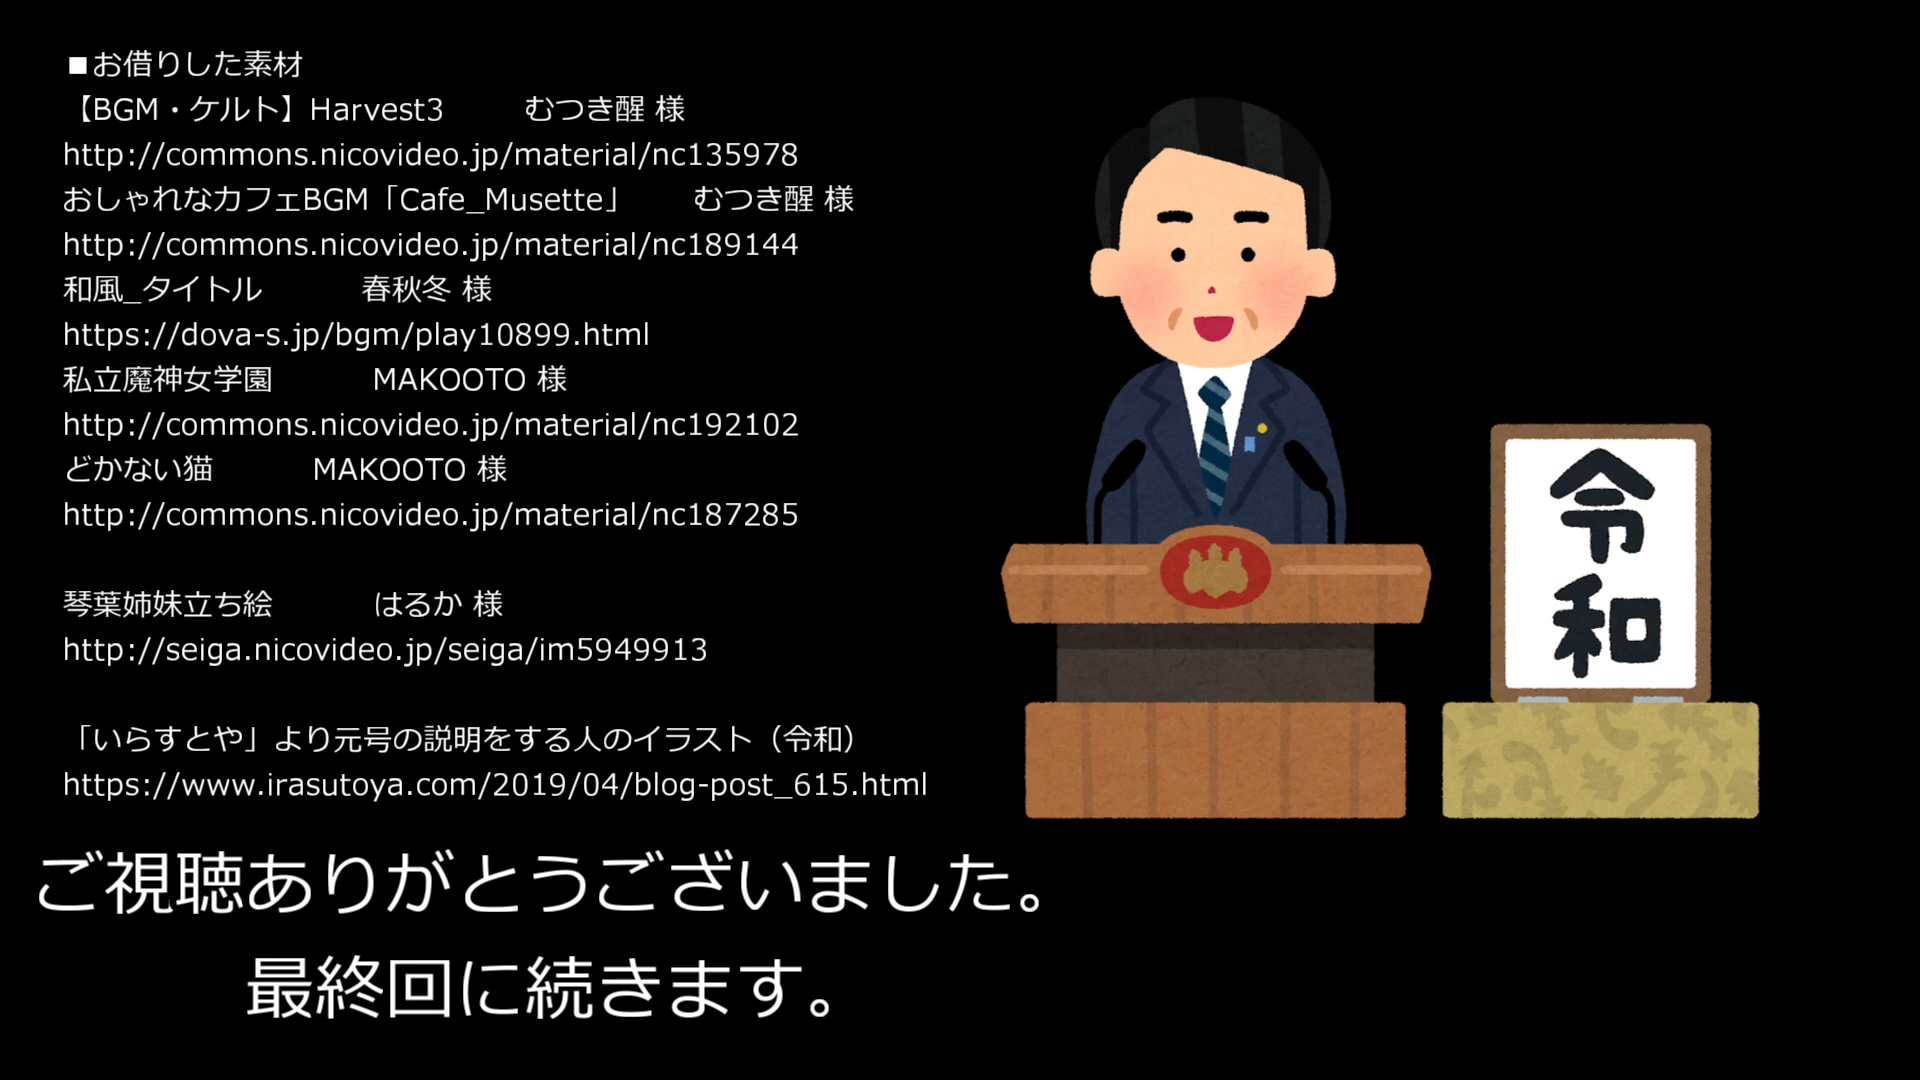 ■お借りした素材
【BGM・ケルト】Harvest3　　むつき醒 様
http://commons.nicovideo.jp/material/nc135978
おしゃれなカフェBGM「Cafe_Musette」　　むつき醒 様
http://commons.nicovideo.jp/material/nc189144
和風_タイトル　　　春秋冬 様
https://dova-s.jp/bgm/play10899.html
私立魔神女学園　　　MAKOOTO 様
http://commons.nicovideo.jp/material/nc192102
どかない猫　　　MAKOOTO 様
http://commons.nicovideo.jp/material/nc187285
琴葉姉妹立ち絵　　　はるか 様
http://seiga.nicovideo.jp/seiga/im5949913
「いらすとや」より元号の説明をする人のイラスト（令和）
https://www.irasutoya.com/2019/04/blog-post_615.html
ご視聴ありがとうございました。
最終回に続きます。
令和